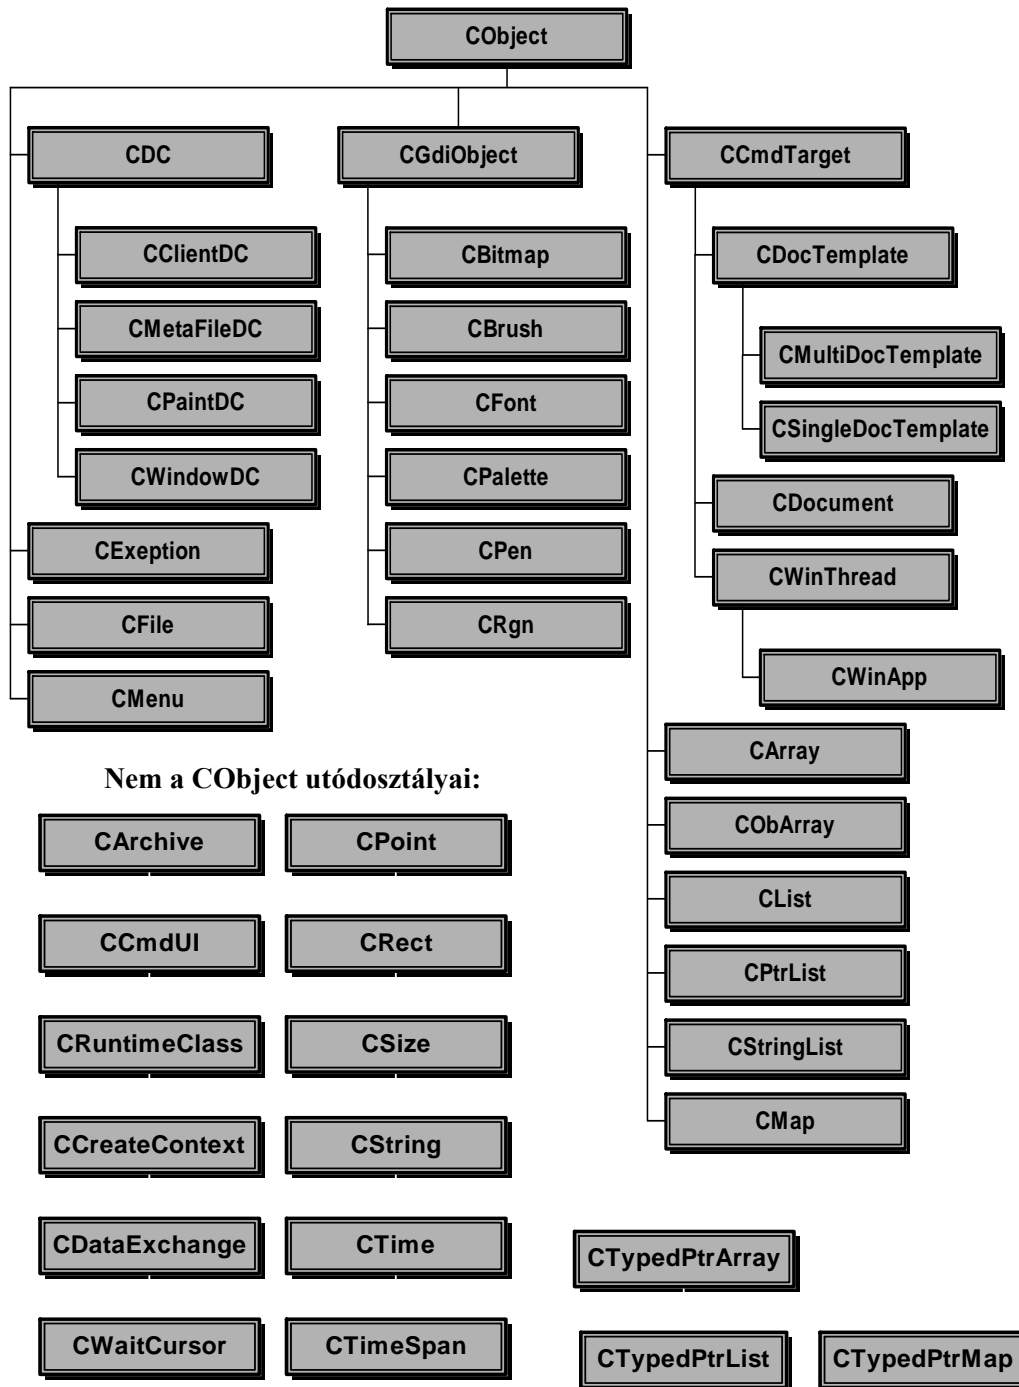 CObject
CDC
CClientDC
CMetaFileDC
CPaintDC
CWindowDC
CExeption
CFile
CMenu
CGdiObject
CBitmap
CBrush
CFont
CPalette
CPen
CRgn
CCmdTarget
CDocTemplate
CMultiDocTemplate
CSingleDocTemplate
CDocument
CWinThread
CWinApp
CArray
CObArray
CList
CPtrList
CStringList
CMap
Nem a CObject utódosztályai:
CArchive
CPoint
CCmdUI
CRect
CRuntimeClass
CSize
CCreateContext
CString
CDataExchange
CTime
CTypedPtrArray
CWaitCursor
CTimeSpan
CTypedPtrList
CTypedPtrMap